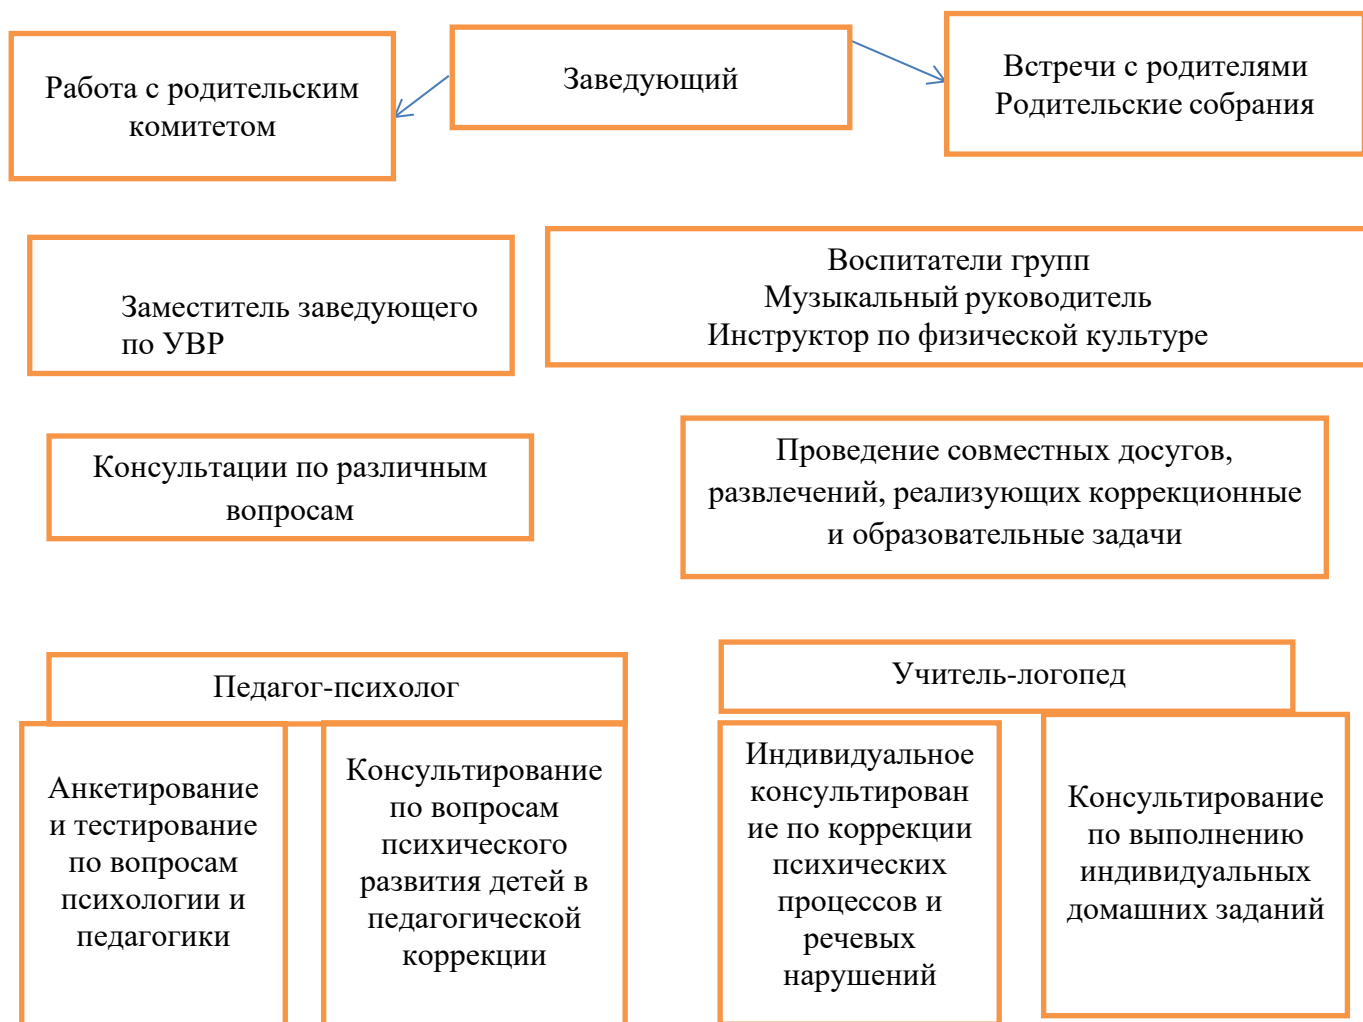 Работа с родительским
комитетом
Заведующий
Встречи с родителями
Родительские собрания
Заместитель заведующего
по УВР
Воспитатели групп
Музыкальный руководитель
Инструктор по физической культуре
Консультации по различным
вопросам
Проведение совместных досугов,
развлечений, реализующих коррекционные
и образовательные задачи
Педагог-психолог
Анкетирование
и тестирование
по вопросам
психологии и
педагогики
Консультирование
по вопросам
психического
развития детей в
педагогической
коррекции
Учитель-логопед
Индивидуальное
консультирован
ие по коррекции
психических
процессов и
речевых
нарушений
Консультирование
по выполнению
индивидуальных
домашних заданий